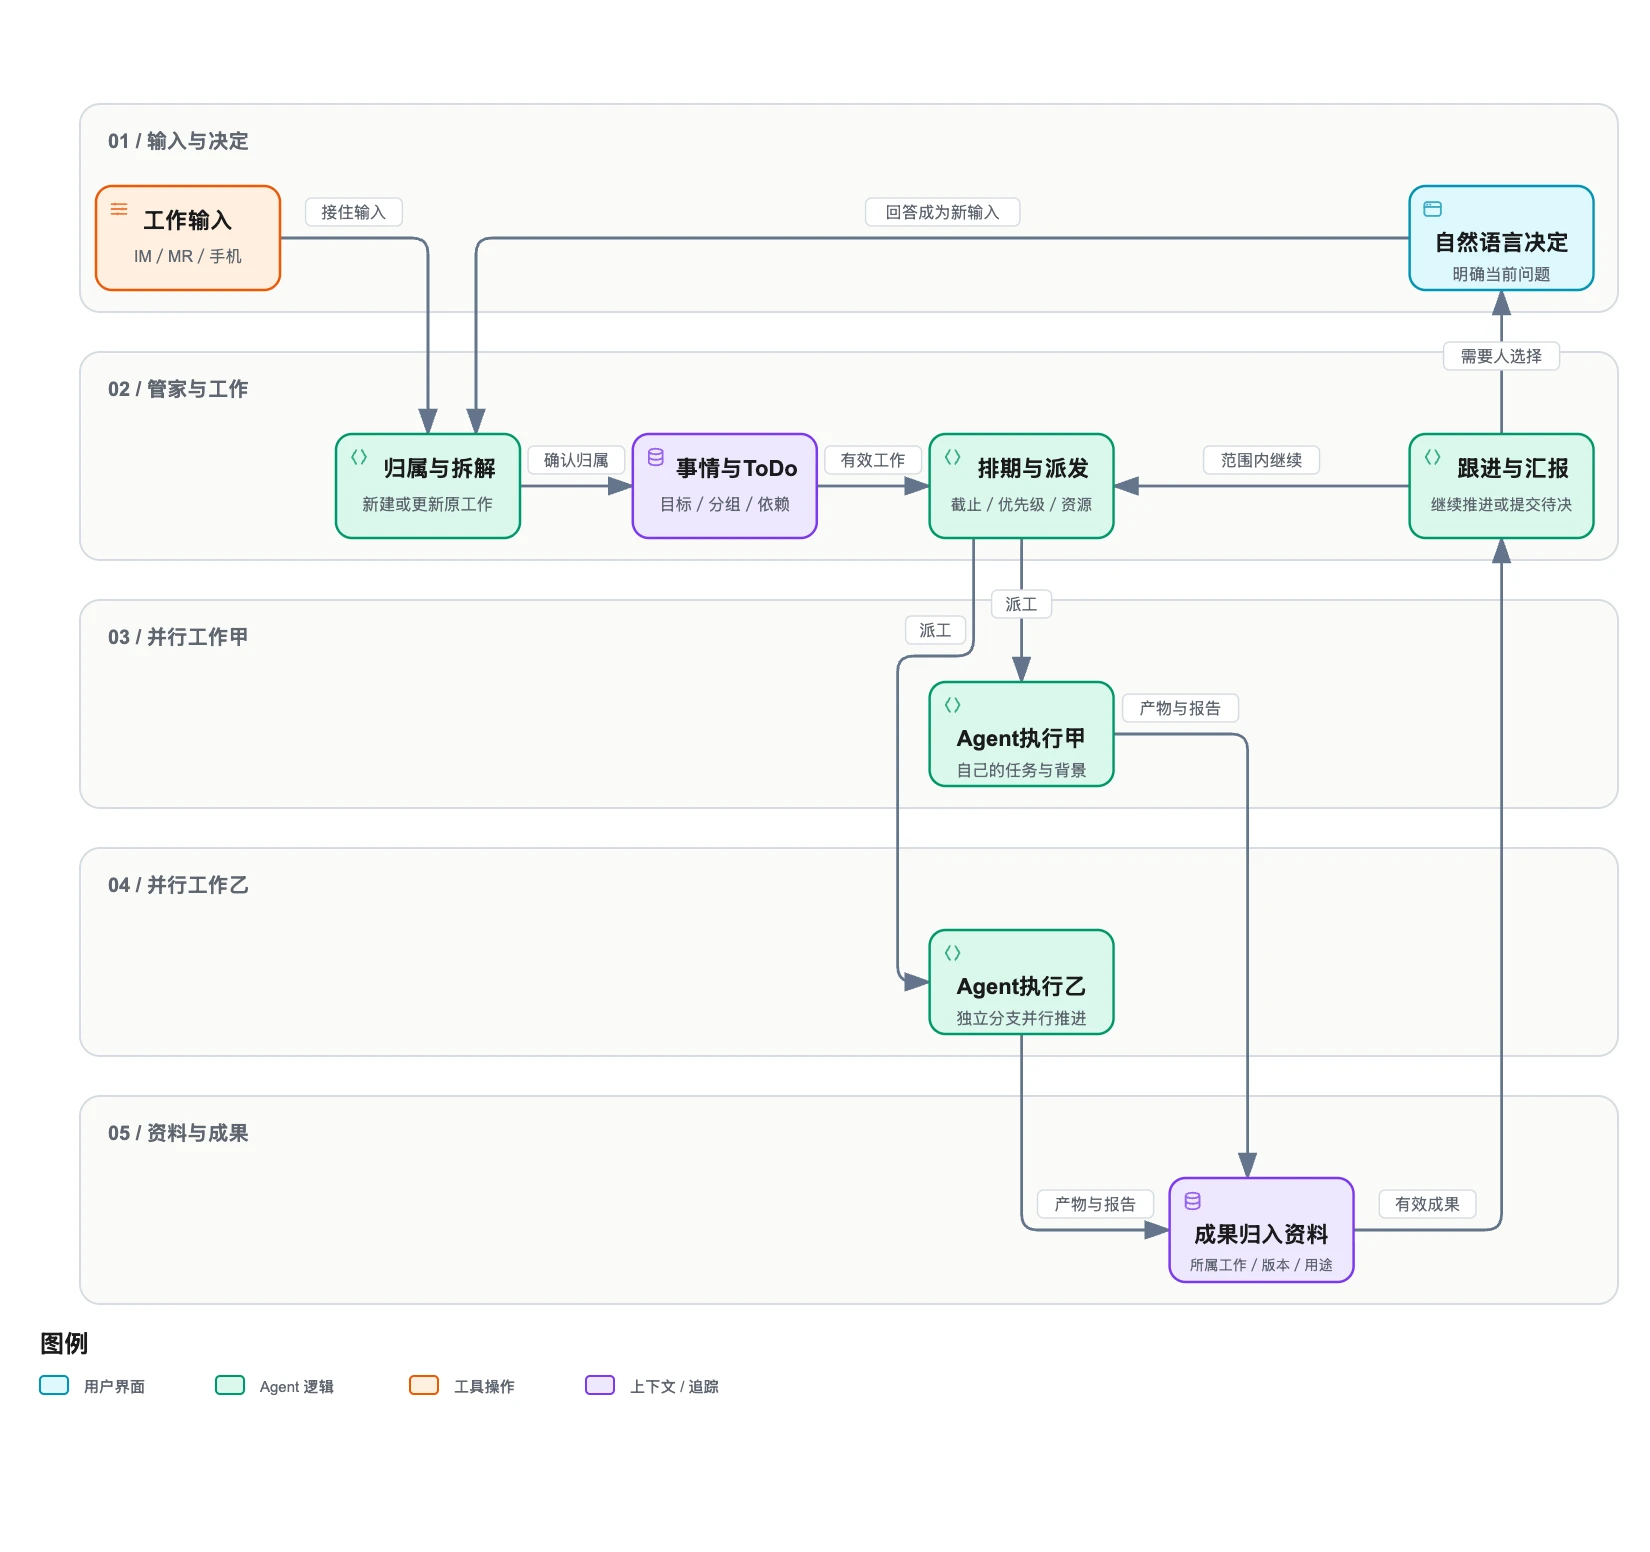 01 / 输入与决定
工作输入
IM / MR / 手机
接住输入
回答成为新输入
自然语言决定
明确当前问题
需要人选择
02 / 管家与工作
归属与拆解
新建或更新原工作
确认归属
事情与ToDo
目标 / 分组 / 依赖
有效工作
排期与派发
截止 / 优先级 / 资源
范围内继续
跟进与汇报
继续推进或提交待决
派工
派工
03 / 并行工作甲
Agent执行甲
自己的任务与背景
产物与报告
04 / 并行工作乙
Agent执行乙
独立分支并行推进
05 / 资料与成果
产物与报告
成果归入资料
所属工作 / 版本 / 用途
有效成果
图例
用户界面
Agent 逻辑
工具操作
上下文 / 追踪